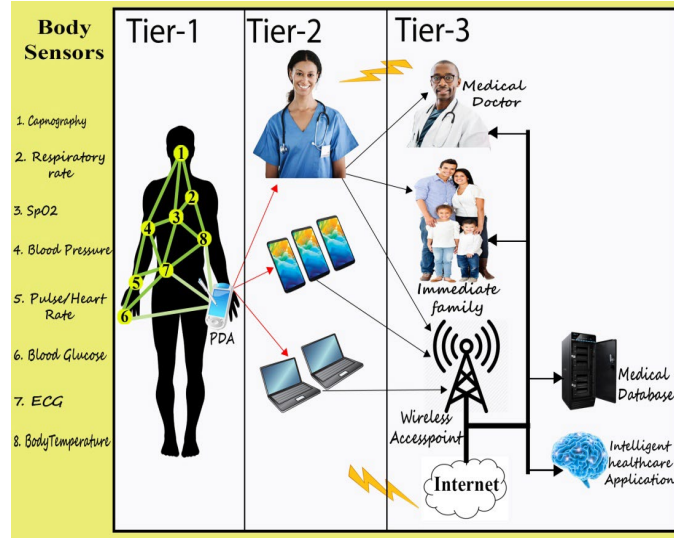 Body
Sensors
1. Capnography
2. Respiratory
rate
3. SpO2
4. Blood Pressure
5. Pulse/Heart
Rate
6. Blood Glucose
7. ECG
8. BodyTemperature
Tier-1
1
2
3
4
8
7
5
6
PDA
Tier-2
Tier-3
Medical
Doctor
Immediate
family
Wireless
Accesspoint
Internet
Medical
Database
Intelligent
healthcare
Application